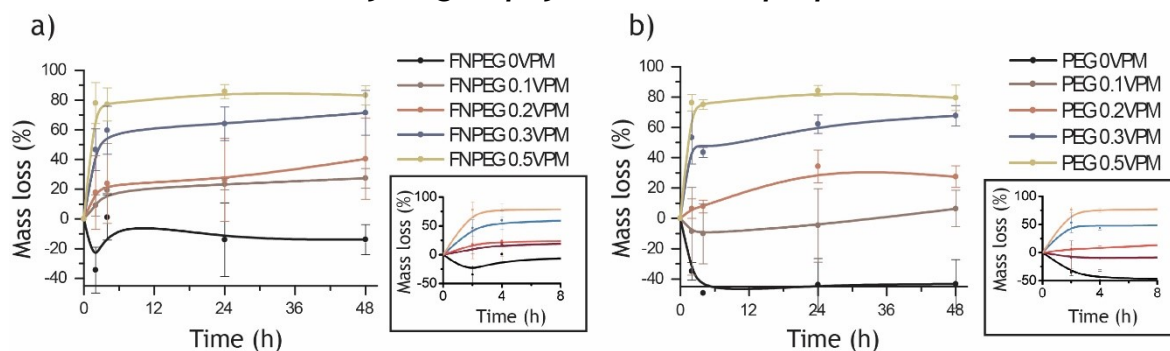 a)
FNPEG 0VPM
FNPEG 0.1VPM
FNPEG 0.2VPM
FNPEG 0.3VPM
FNPEG 0.5VPM
Mass loss (%)
100
80
60
40
20
0
-20
-40
0 12 24 36 48
Time (h)
Mass loss (%)
100
50
0
-50
0 2 4 6 8
Time (h)
b)
PEG 0VPM
PEG 0.1VPM
PEG 0.2VPM
PEG 0.3VPM
PEG 0.5VPM
Mass loss (%)
100
80
60
40
20
0
-20
-40
0 12 24 36 48
Time (h)
Mass loss (%)
100
50
0
-50
0 2 4 6 8
Time (h)